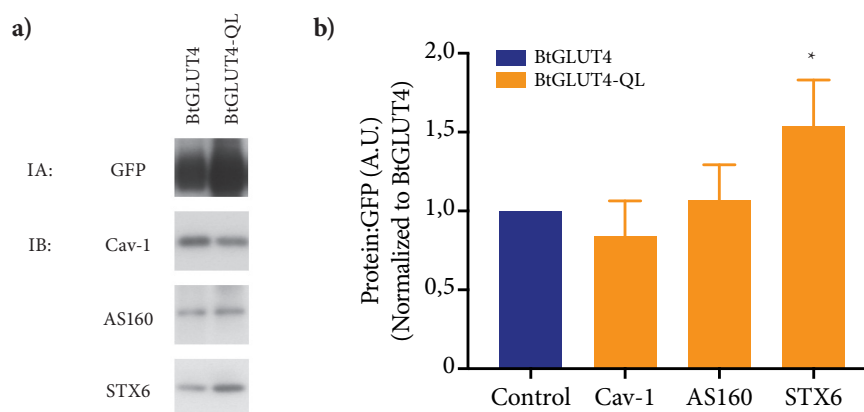 a)
BtGLUT4
BtGLUT4-QL
IA: GFP
IB: Cav-1
AS160
STX6
b)
Protein:GFP (A.U.)
(Normalized to BtGLUT4)
2,0
1,5
1,0
0,5
0
BtGLUT4
BtGLUT4-QL
*
Control Cav-1 AS160 STX6